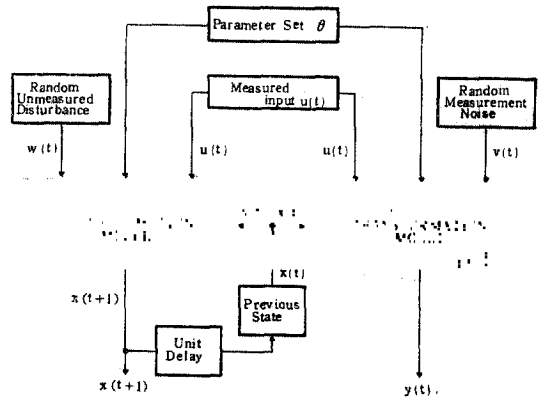 Parameter Set θ
Random
Unmeasured
Disturbance
Measured
input u(t)
Random
Measurement
Noise
w(t)
u(t)
u(t)
v(t)
x(t)
x(t+1)
Previous
State
Unit
Delay
x(t+1)
y(t).